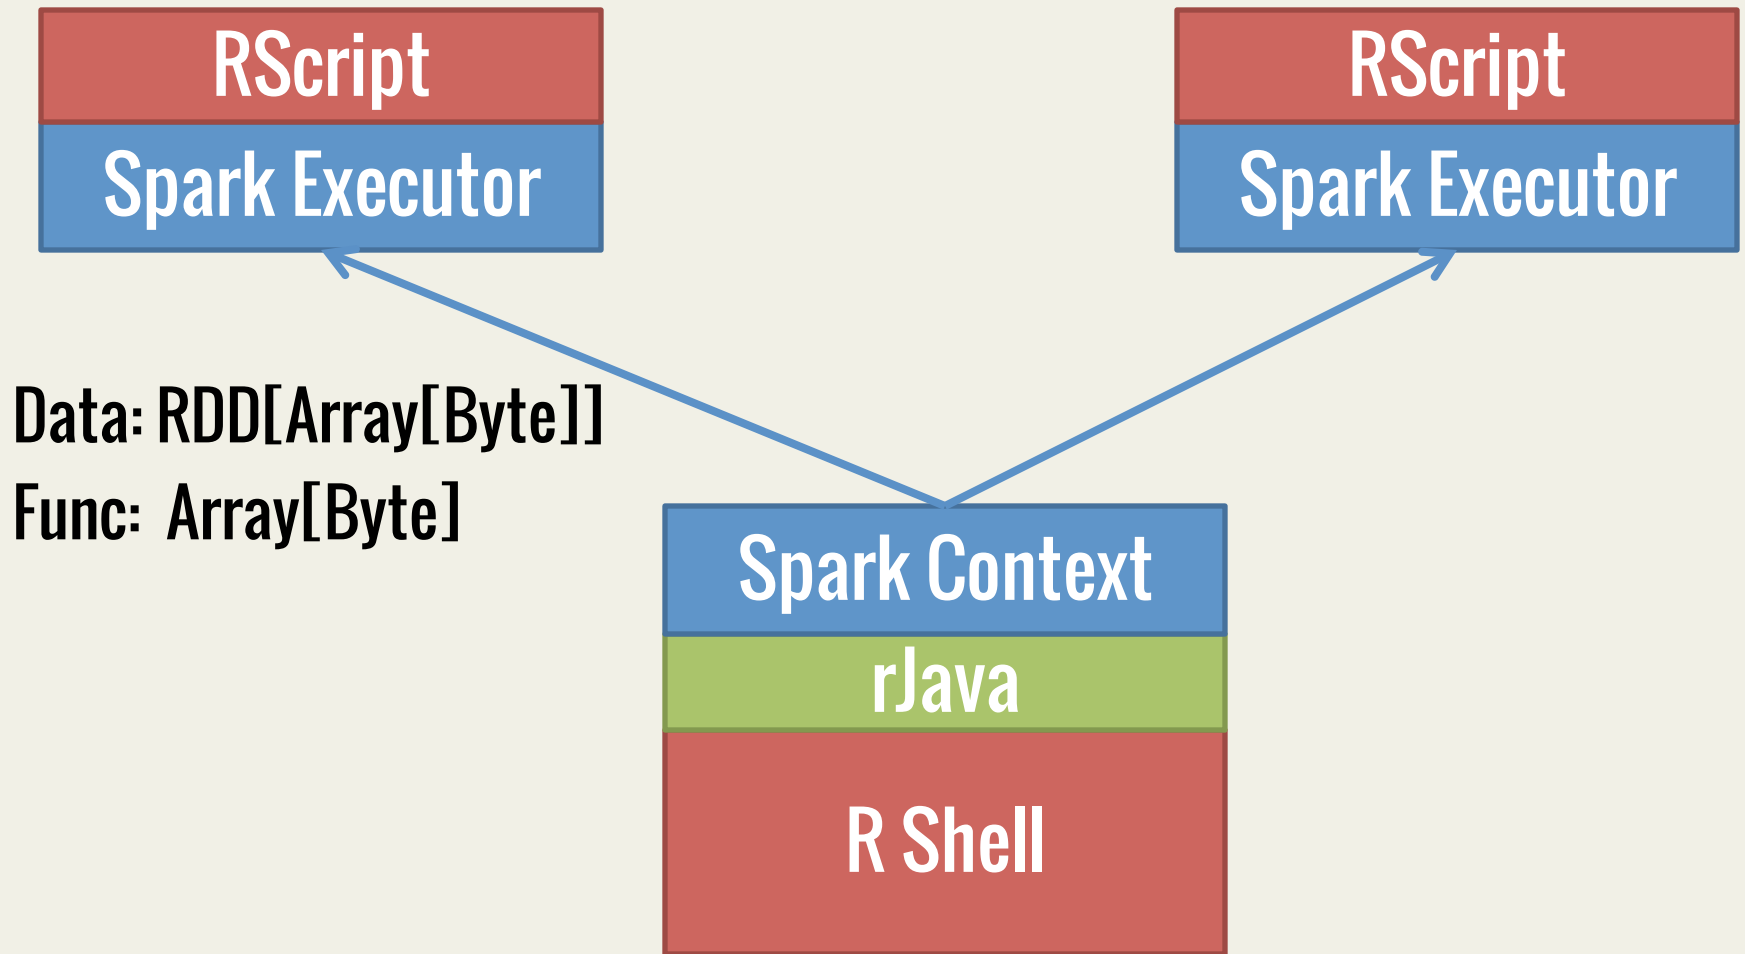 RScript
Spark Executor
RScript
Spark Executor
Data: RDD[Array[Byte]]
Func: Array[Byte]
Spark Context
rJava
R Shell